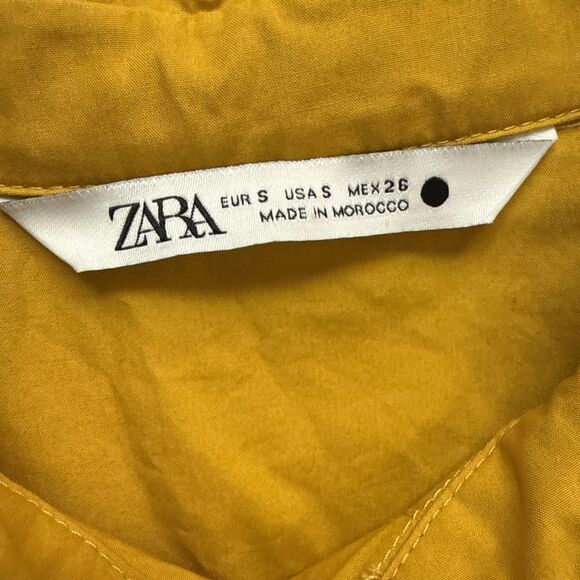 ZARA
EUR S USA S MEX 26
MADE IN MOROCCO